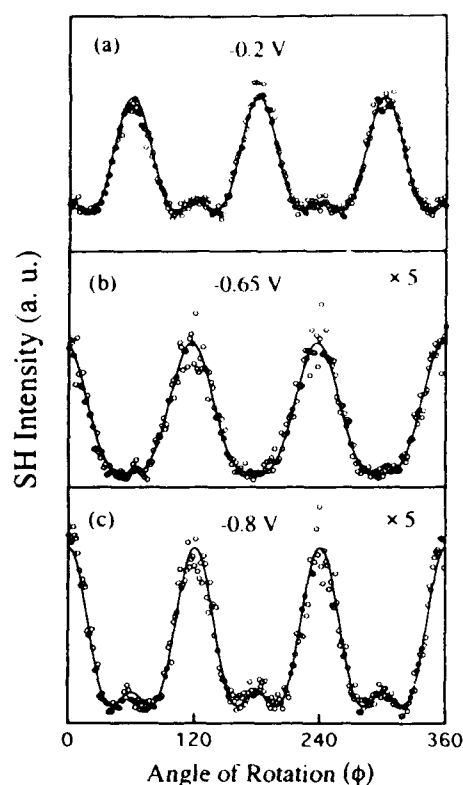 (a)
-0.2 V
(b)
-0.65 V
× 5
(c)
-0.8 V
× 5
SH Intensity (a. u.)
0 120 240 360
Angle of Rotation (ϕ)